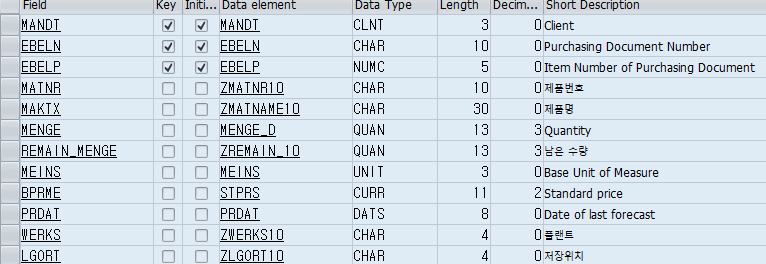 Field Key Initi... Data element Data Type Length Decim... Short Description
MANDT MANDT CLNT 3 0 Client
EBELN EBELN CHAR 10 0 Purchasing Document Number
EBELP EBELP NUMC 5 0 Item Number of Purchasing Document
MATNR ZMATNR10 CHAR 10 0 제품번호
MAKTX ZMATNAME10 CHAR 30 0 제품명
MENGE MENGE_D QUAN 13 3 Quantity
REMAIN_MENGE ZREMAIN_10 QUAN 13 3 남은 수량
MEINS MEINS UNIT 3 0 Base Unit of Measure
BPRME STPRS CURR 11 2 Standard price
PRDAT PRDAT DATS 8 0 Date of last forecast
WERKS ZWERKS10 CHAR 4 0 플랜트
LGORT ZLGORT10 CHAR 4 0 저장위치